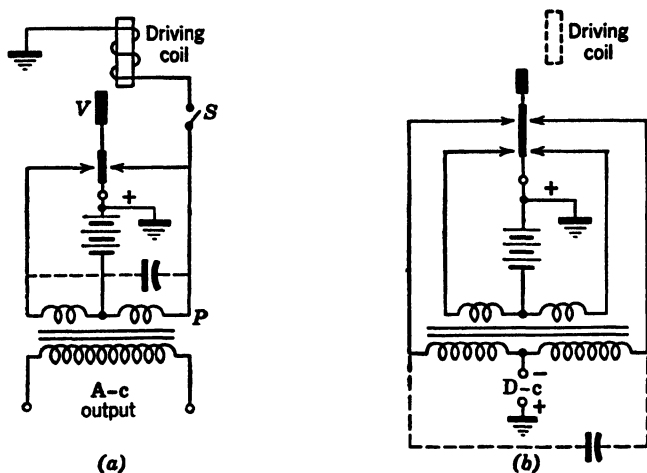 Driving
coil
V
S
+
P
A-c
output
(a)
Driving
coil
+
−
D-c
+
(b)